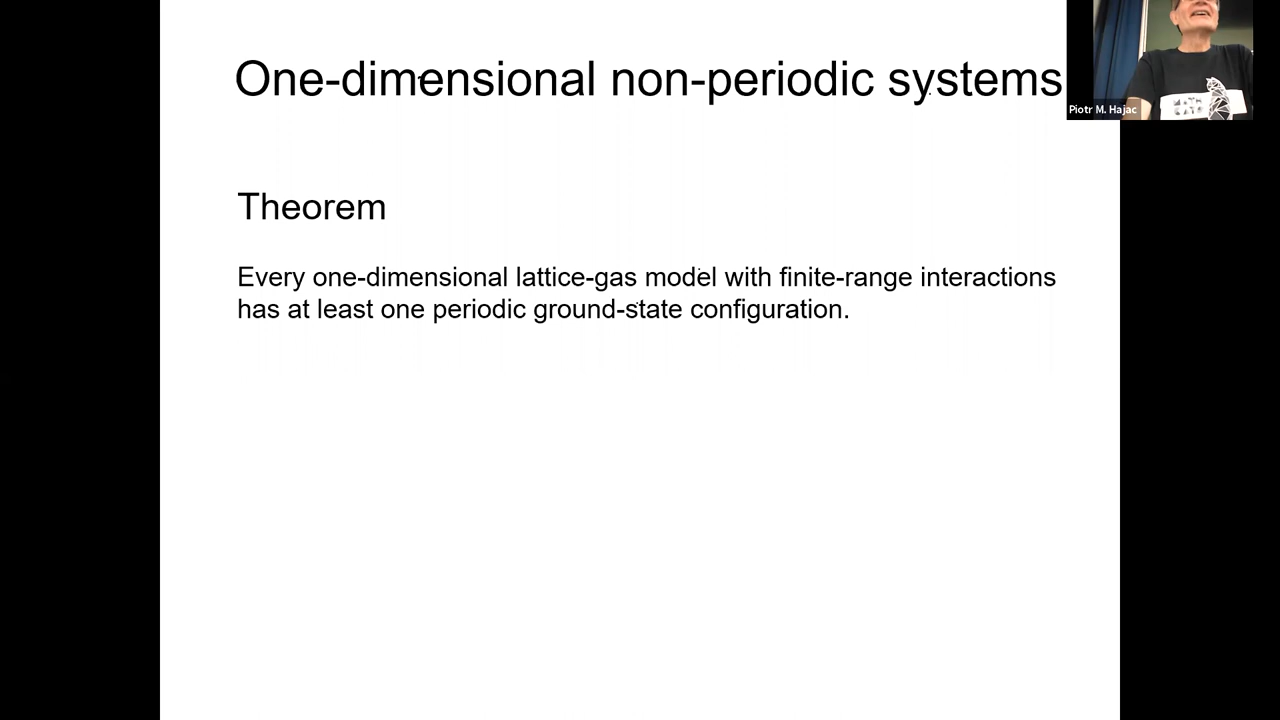 One-dimensional non-periodic systems
Piotr M. Hajac
Theorem
Every one-dimensional lattice-gas model with finite-range interactions
has at least one periodic ground-state configuration.